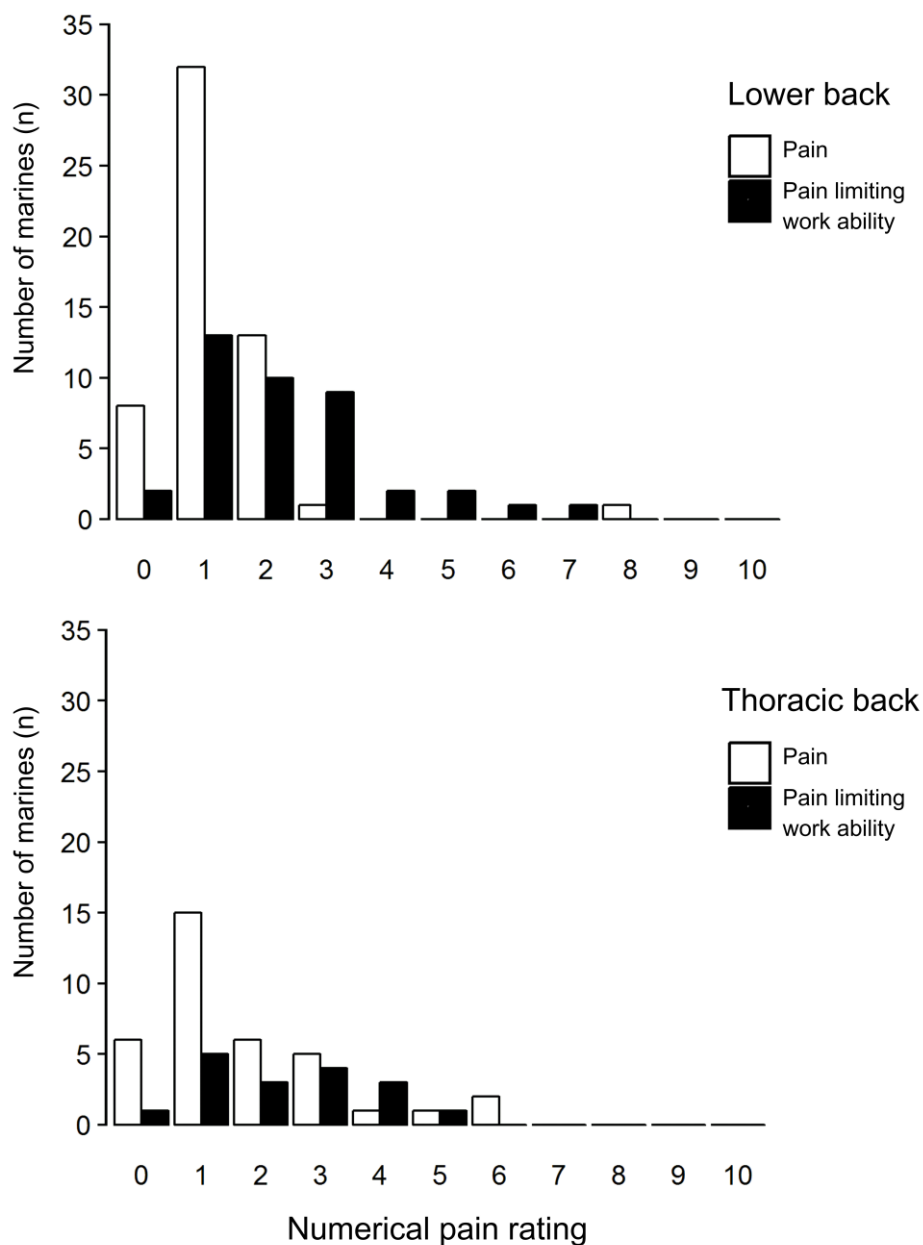 35
30
25
20
15
10
5
0
Number of marines (n)
Lower back
Pain
Pain limiting
work ability
0 1 2 3 4 5 6 7 8 9 10
35
30
25
20
15
10
5
0
Number of marines (n)
Thoracic back
Pain
Pain limiting
work ability
0 1 2 3 4 5 6 7 8 9 10
Numerical pain rating